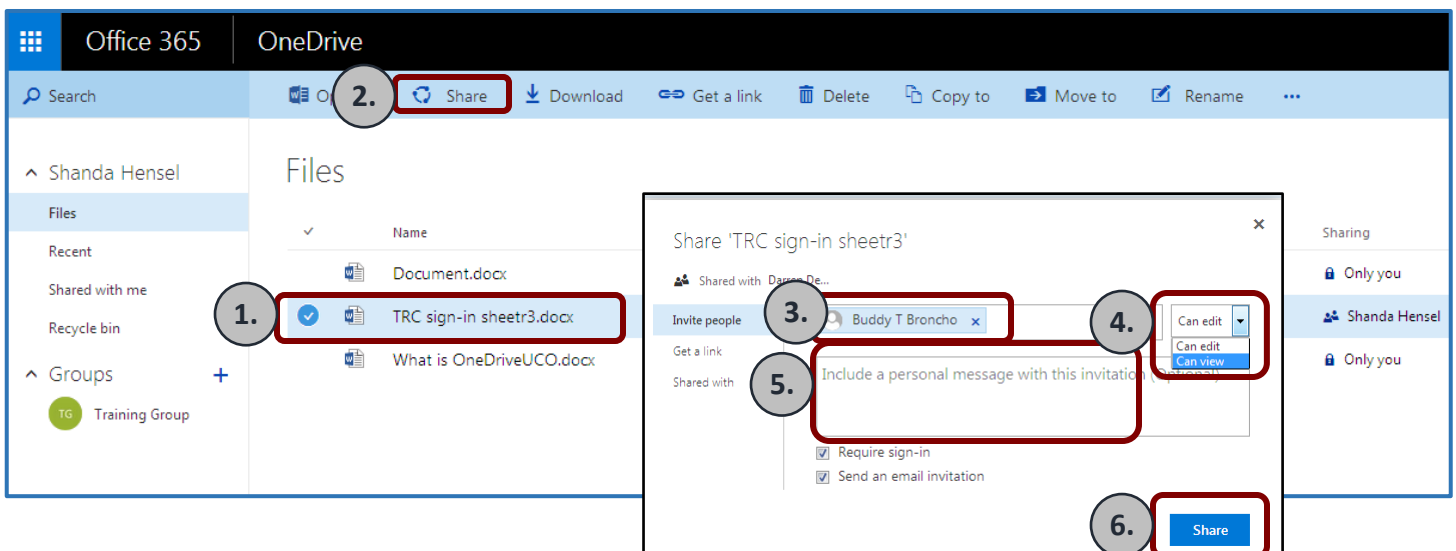 Office 365 OneDrive
Search 2. Share Download Get a link Delete Copy to Move to Rename ...
Shanda Hensel
Files
Recent
Shared with me
Recycle bin
Groups +
TG Training Group
Files
Name Sharing
Document.docx Only you
1. TRC sign-in sheetr3.docx Shanda Hensel
What is OneDriveUCO.docx Only you
Share 'TRC sign-in sheetr3' ×
Shared with Darren De...
Invite people
Get a link
Shared with
3. Buddy T Broncho x
4. Can edit
Can edit
Can view
5. Include a personal message with this invitation (Optional)
Require sign-in
Send an email invitation
6. Share